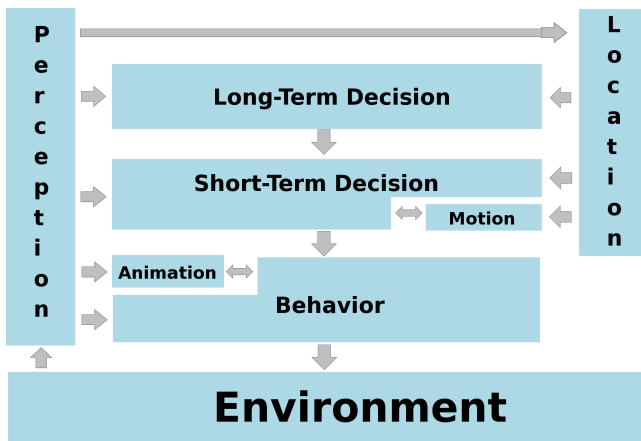 Perception
Location
Long-Term Decision
Short-Term Decision
Motion
Animation
Behavior
Environment